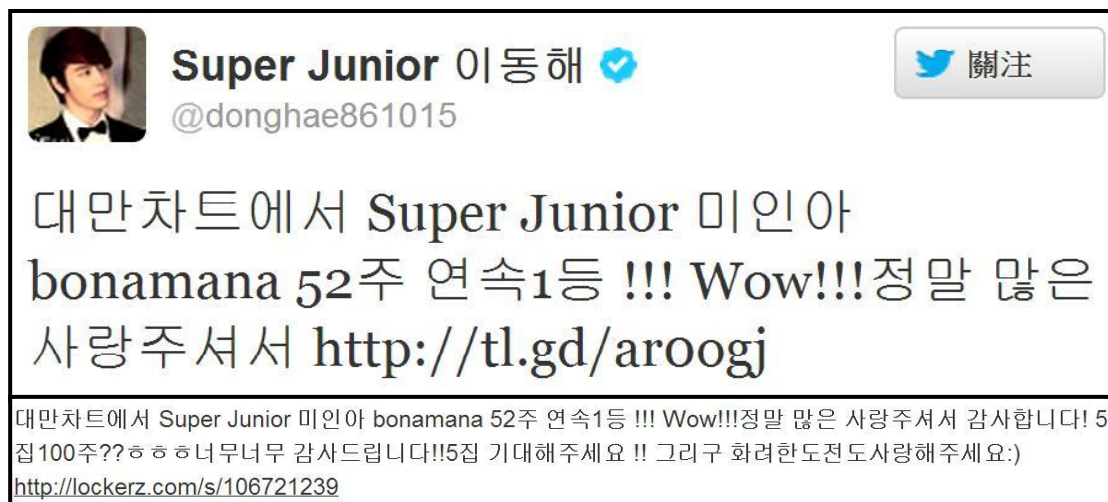 Super Junior 이동해
關注
@donghae861015
대만차트에서 Super Junior 미인아
bonamana 52주 연속1등 !!! Wow!!!정말 많은
사랑주셔서 http://tl.gd/ar0ogj
대만차트에서 Super Junior 미인아 bonamana 52주 연속1등 !!! Wow!!!정말 많은 사랑주셔서 감사합니다! 5
집100주??ㅎㅎㅎ너무너무 감사드립니다!!5집 기대해주세요 !! 그리구 화려한도전도사랑해주세요:)
http://lockerz.com/s/106721239